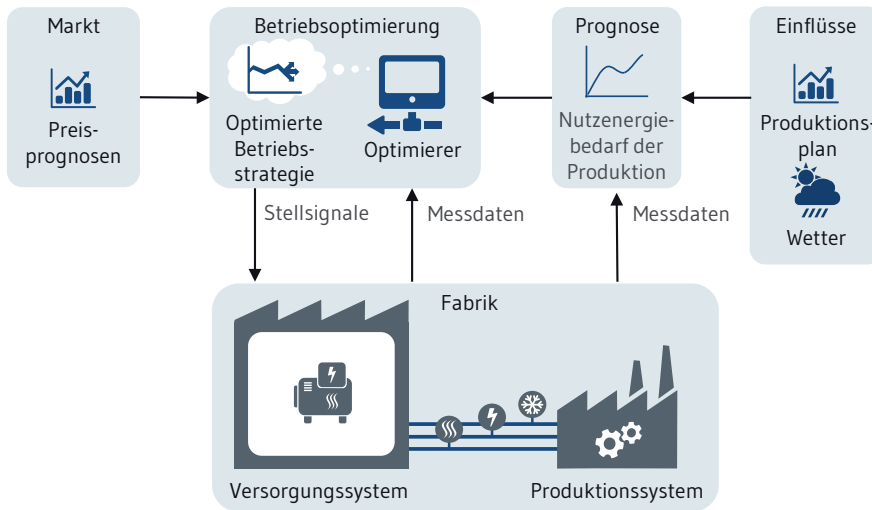 Markt
Preis-
prognosen
Betriebsoptimierung
Optimierte
Betriebs-
strategie
Optimierer
Prognose
Nutzenergie-
bedarf der
Produktion
Einflüsse
Produktions-
plan
Wetter
Stellsignale
Messdaten
Messdaten
Fabrik
Versorgungssystem
Produktionssystem